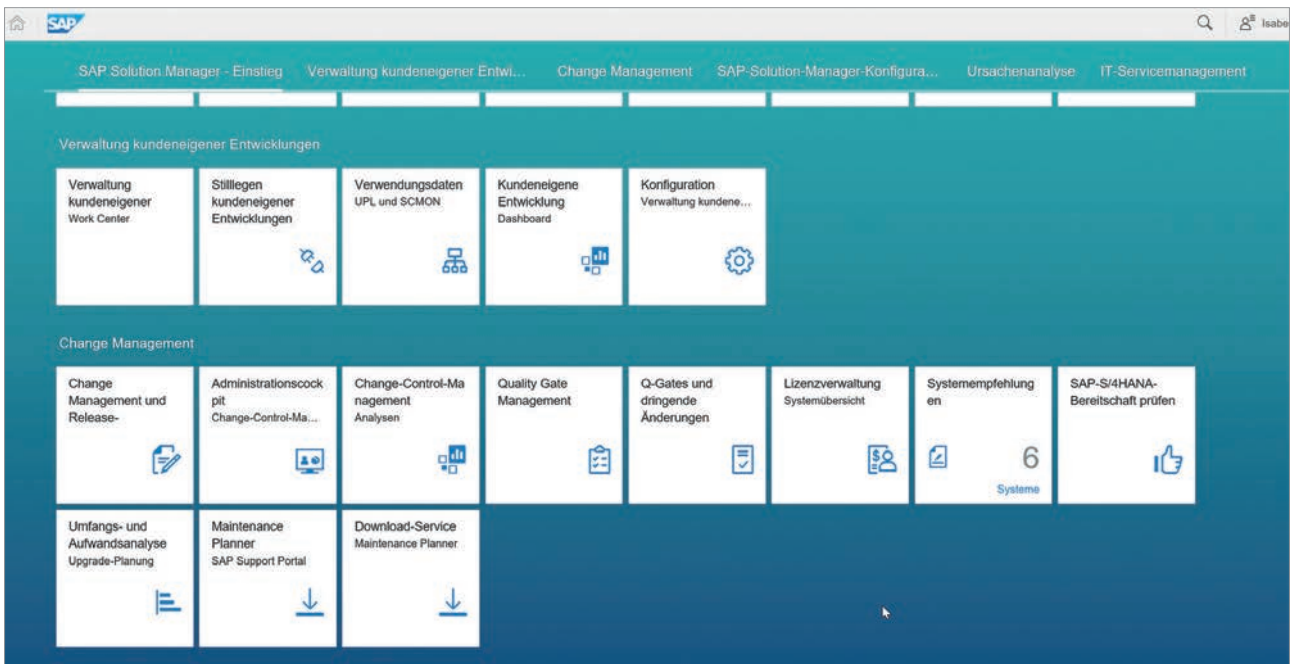 SAP
Isabe
SAP Solution Manager - Einstieg
Verwaltung kundeneigener Entwi...
Change Management
SAP-Solution-Manager-Konfigura...
Ursachenanalyse
IT-Servicemanagement
Verwaltung kundeneigener Entwicklungen
Verwaltung
kundeneigener
Work Center
Stilllegen
kundeneigener
Entwicklungen
Verwendungsdaten
UPL und SCMON
Kundeneigene
Entwicklung
Dashboard
Konfiguration
Verwaltung kundene...
Change Management
Change
Management und
Release-
Administrationscock
pit
Change-Control-Ma...
Change-Control-Ma
nagement
Analysen
Quality Gate
Management
Q-Gates und
dringende
Änderungen
Lizenzverwaltung
Systemübersicht
Systemempfehlung
en
6
Systeme
SAP-S/4HANA-
Bereitschaft prüfen
Umfangs- und
Aufwandsanalyse
Upgrade-Planung
Maintenance
Planner
SAP Support Portal
Download-Service
Maintenance Planner